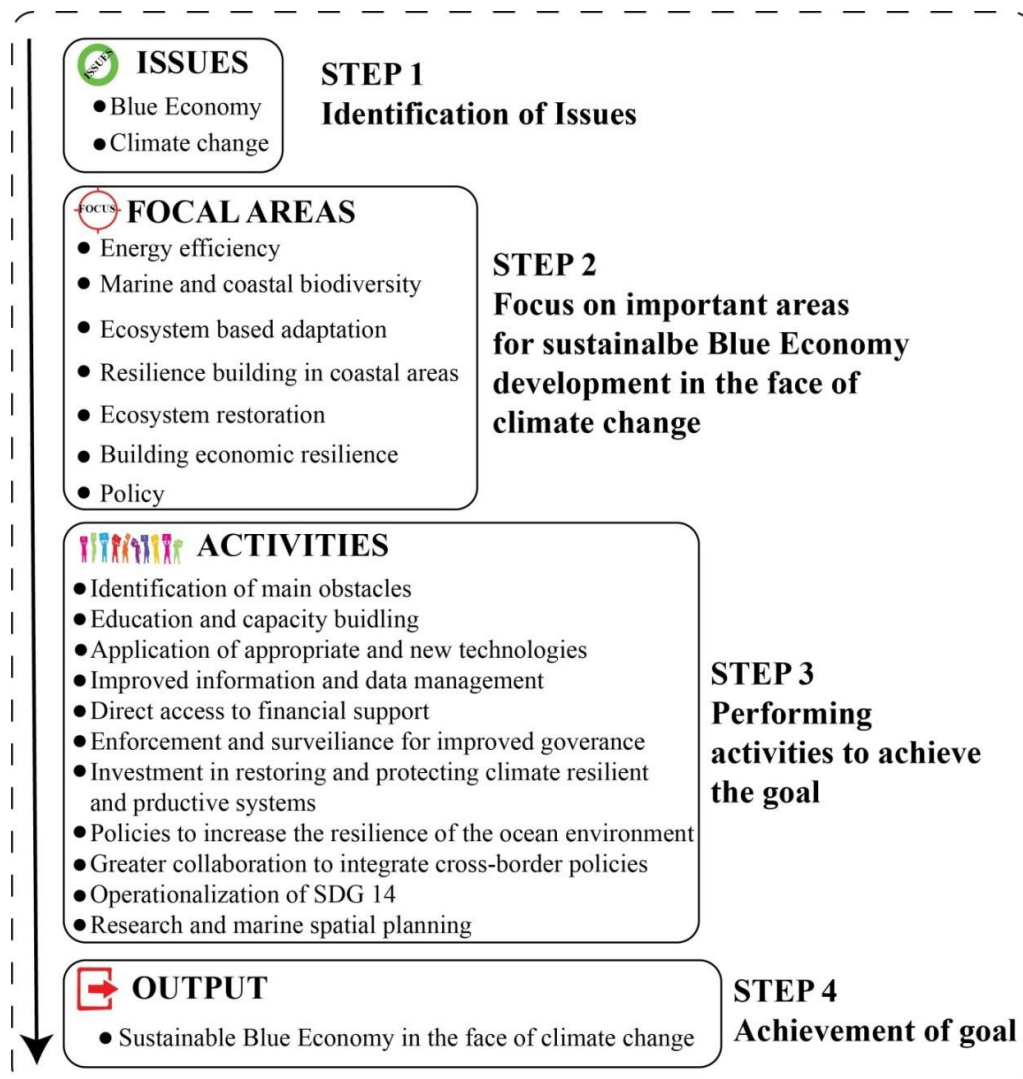 ISSUES
ISSUES
● Blue Economy
● Climate change
STEP 1
Identification of Issues
FOCUS
FOCAL AREAS
● Energy efficiency
● Marine and coastal biodiversity
● Ecosystem based adaptation
● Resilience building in coastal areas
● Ecosystem restoration
● Building economic resilience
● Policy
STEP 2
Focus on important areas
for sustainalbe Blue Economy
development in the face of
climate change
ACTIVITIES
● Identification of main obstacles
● Education and capacity buidling
● Application of appropriate and new technologies
● Improved information and data management
● Direct access to financial support
● Enforcement and surveiliance for improved goverance
● Investment in restoring and protecting climate resilient
and prductive systems
● Policies to increase the resilience of the ocean environment
● Greater collaboration to integrate cross-border policies
● Operationalization of SDG 14
● Research and marine spatial planning
STEP 3
Performing
activities to achieve
the goal
OUTPUT
● Sustainable Blue Economy in the face of climate change
STEP 4
Achievement of goal